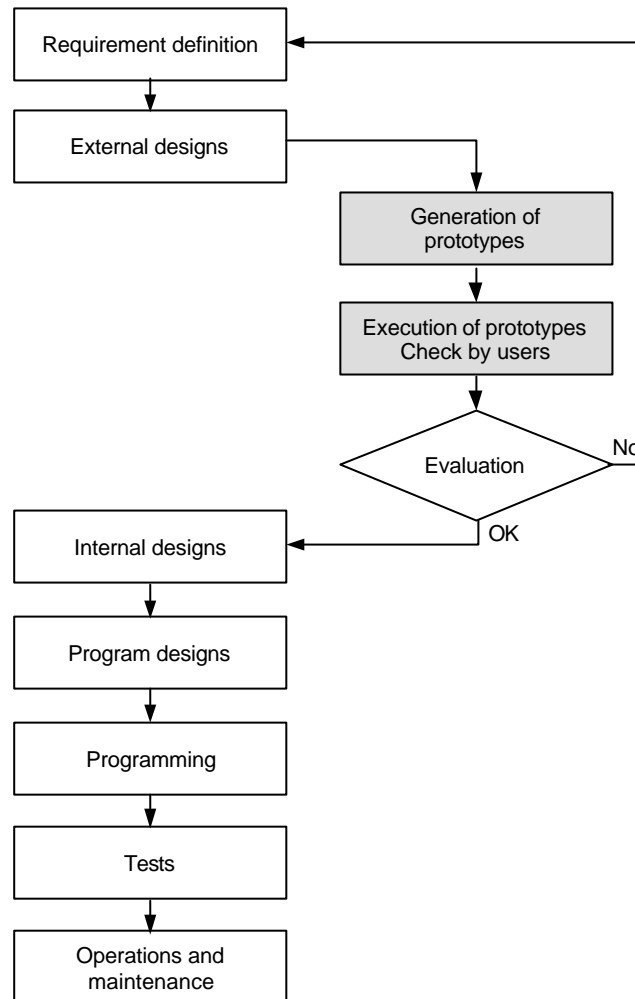 Requirement definition
External designs
Generation of
prototypes
Execution of prototypes
Check by users
Evaluation
No
OK
Internal designs
Program designs
Programming
Tests
Operations and
maintenance